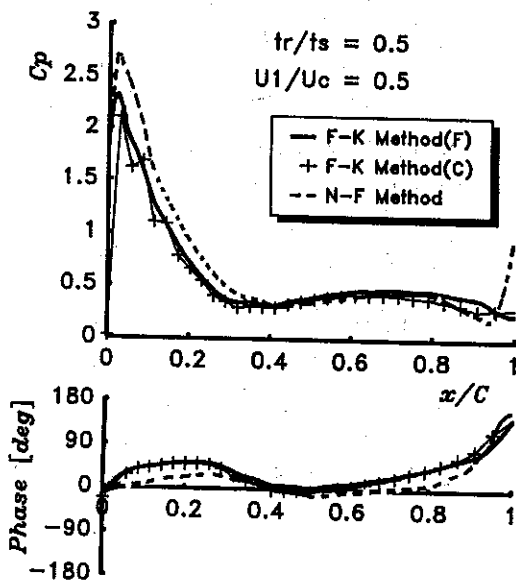 3
tr/ts = 0.5
Cp
2.5
U1/Uc = 0.5
2
F-K Method(F)
F-K Method(C)
1.5
N-F Method
1
0.5
0
0 0.2 0.4 0.6 0.8 1
x/C
180
Phase [deg]
90
0
0 0.2 0.4 0.6 0.8 1
-90
-180